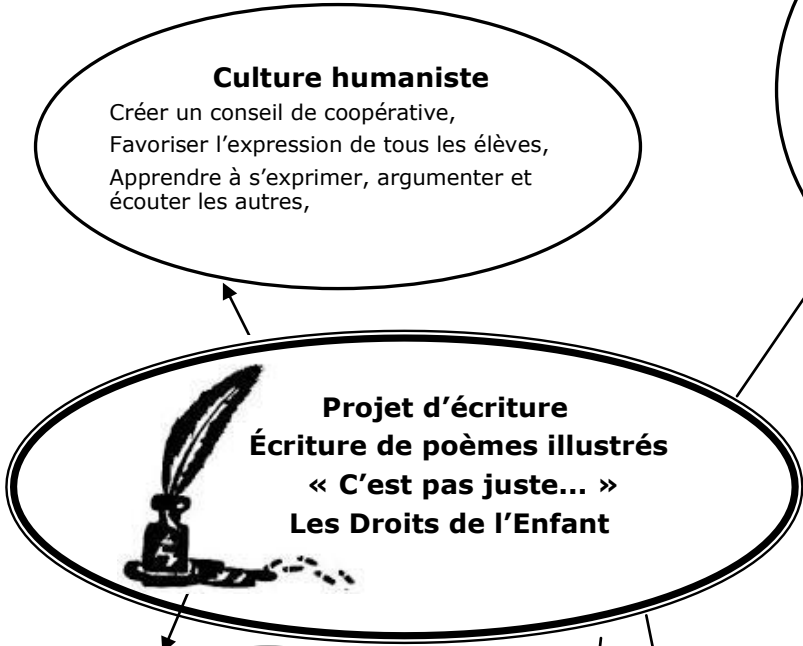 Culture humaniste
Créer un conseil de coopérative,
Favoriser l’expression de tous les élèves,
Apprendre à s’exprimer, argumenter et
écouter les autres,
Projet d’écriture
Écriture de poèmes illustrés
« C’est pas juste... »
Les Droits de l’Enfant